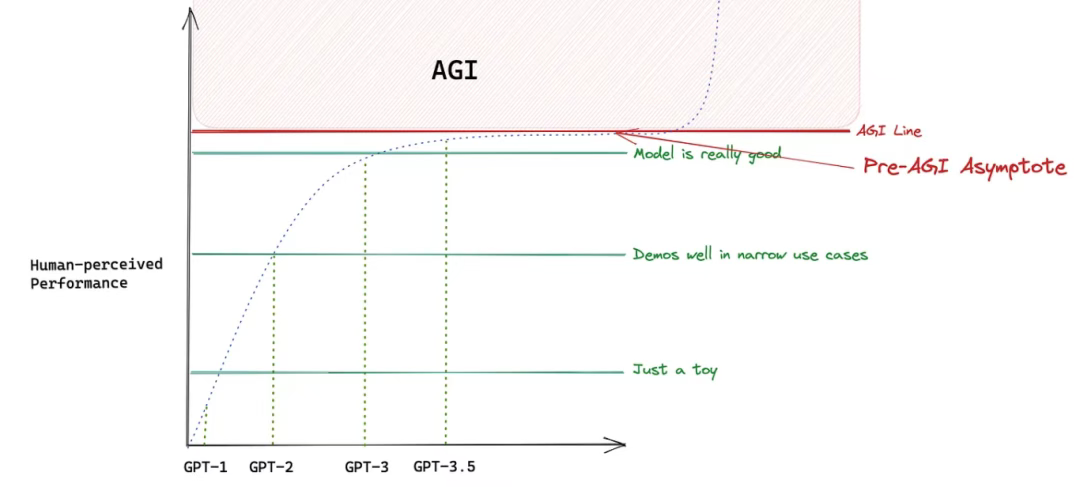 AGI
AGI Line
Model is really good
Pre-AGI Asymptote
Demos well in narrow use cases
Human-perceived
Performance
Just a toy
GPT-1 GPT-2 GPT-3 GPT-3.5